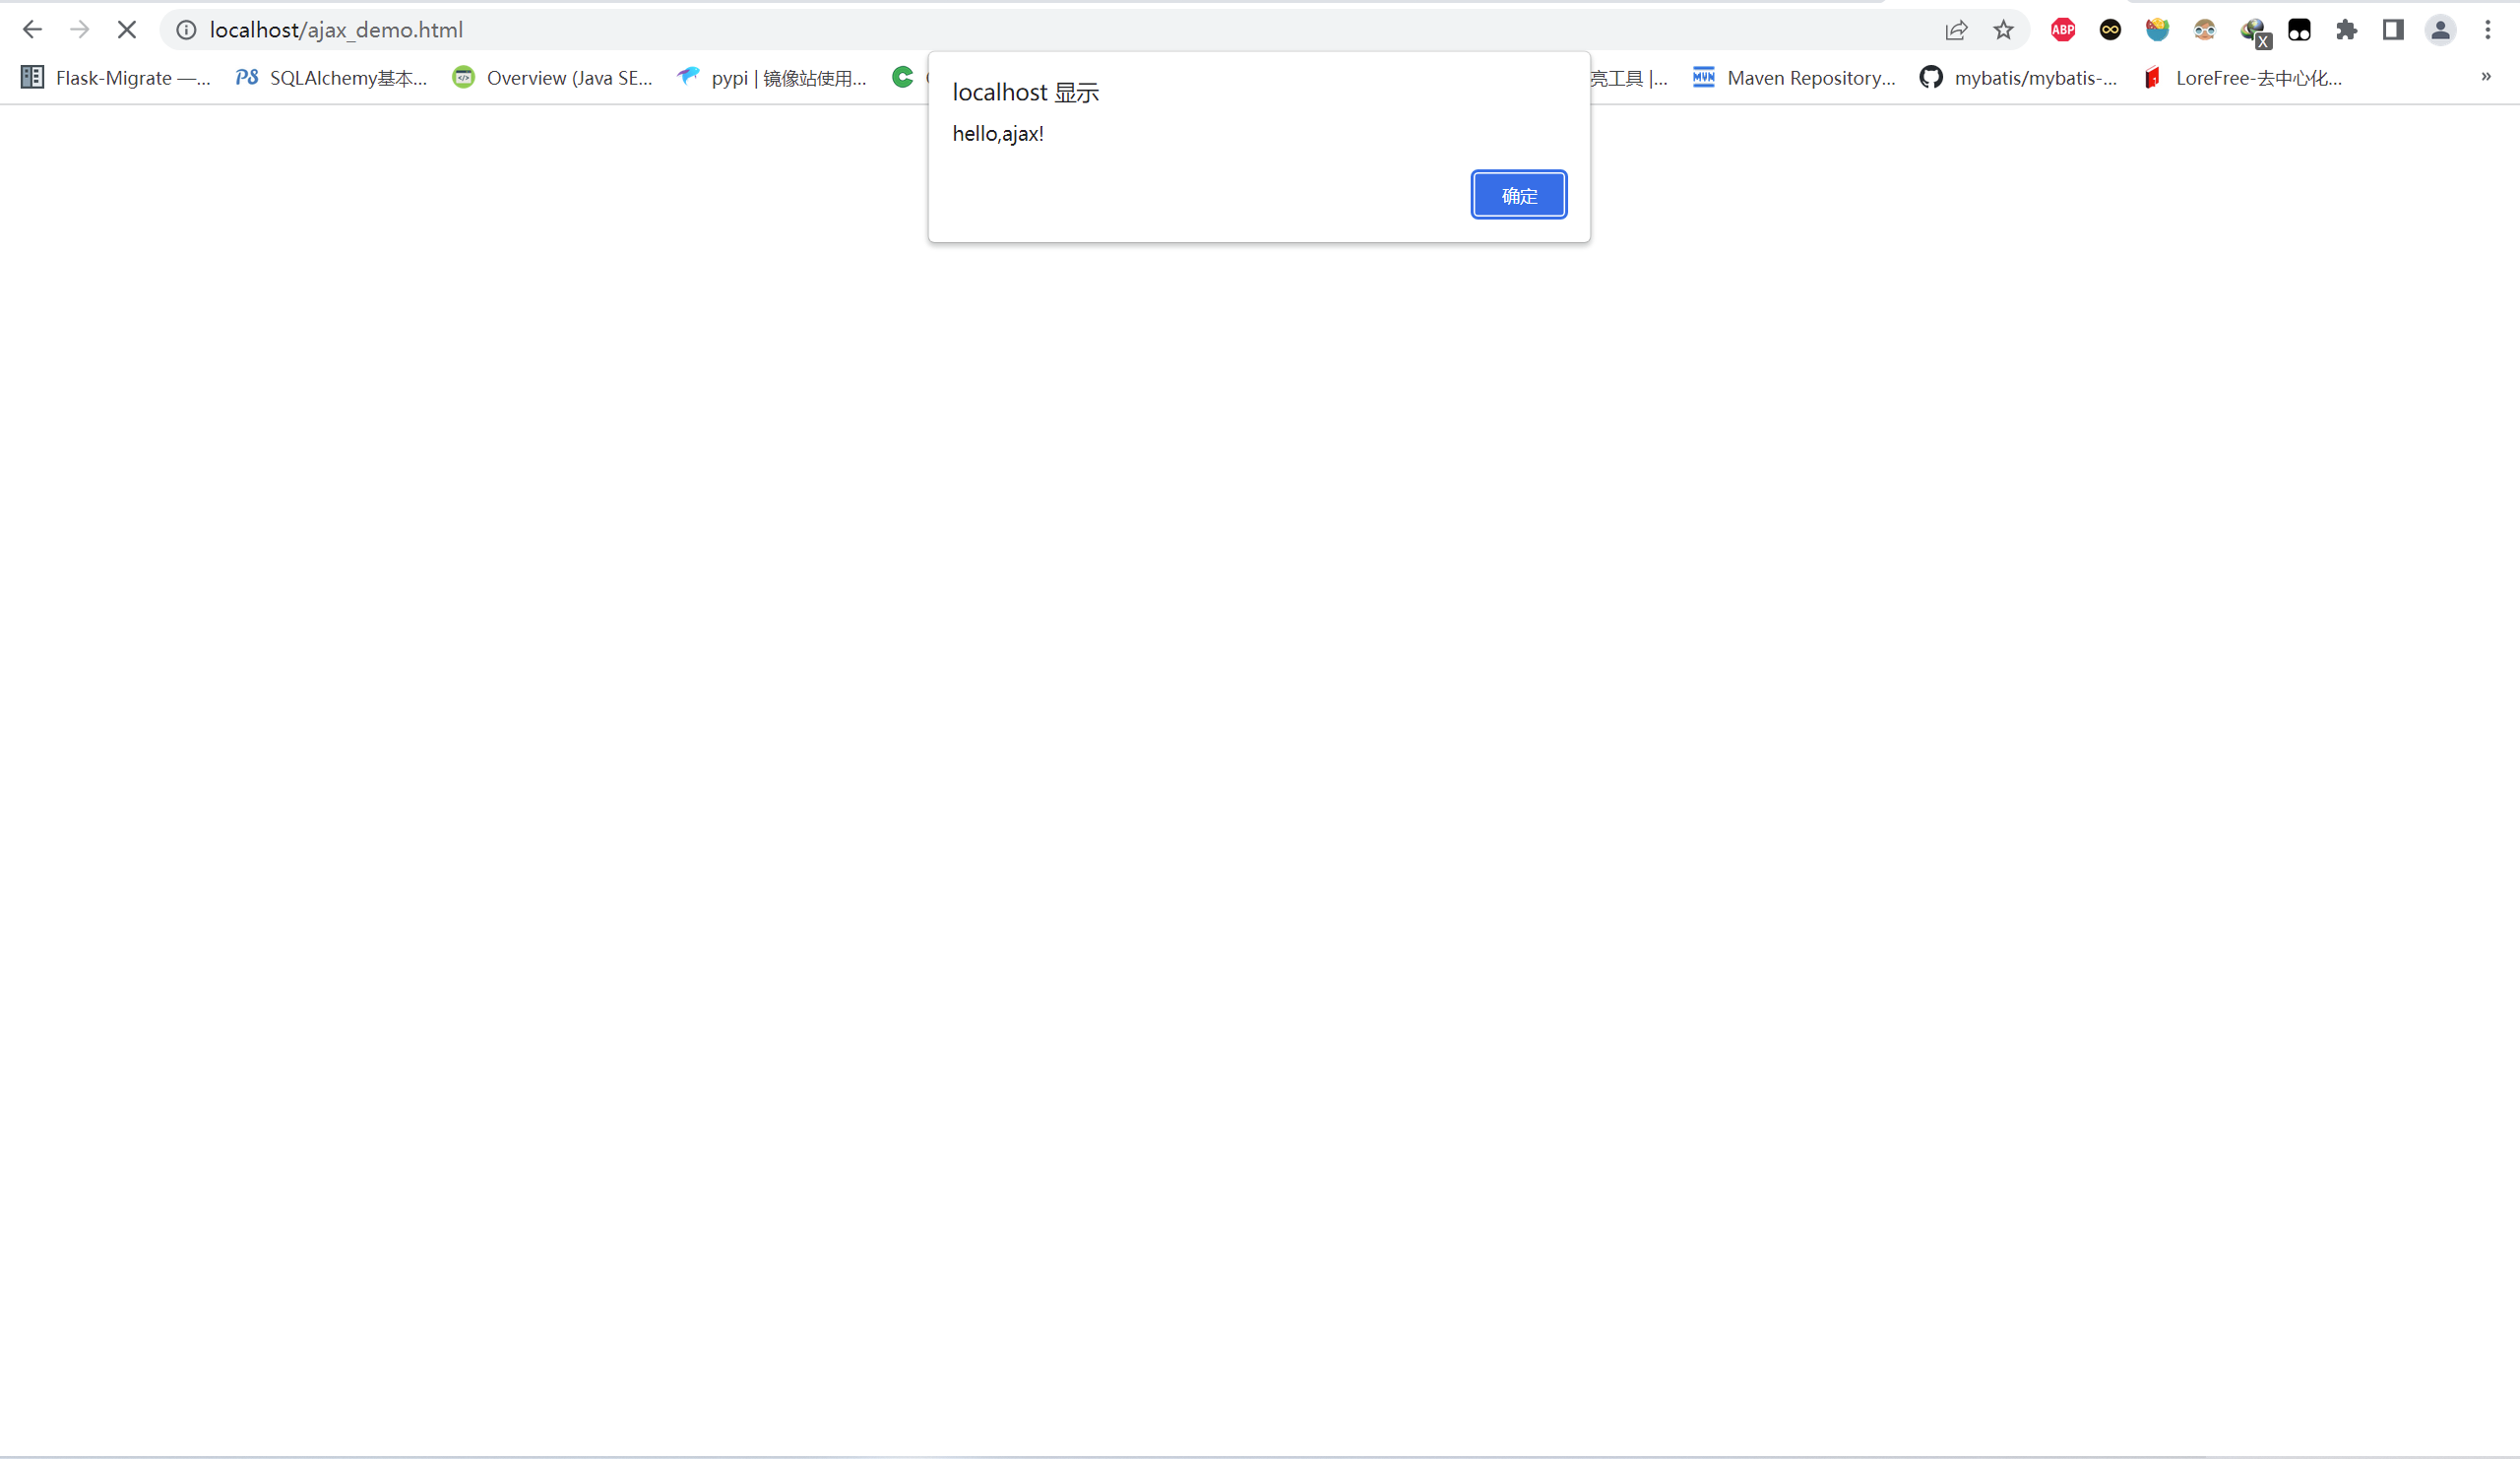 localhost/ajax_demo.html
ABP
X
Flask-Migrate —... SQLAlchemy基本... Overview (Java SE... pypi | 镜像站使用... 亮工具 |... MVN Maven Repository... mybatis/mybatis-... LoreFree-去中心化... »
localhost 显示
hello,ajax!
确定